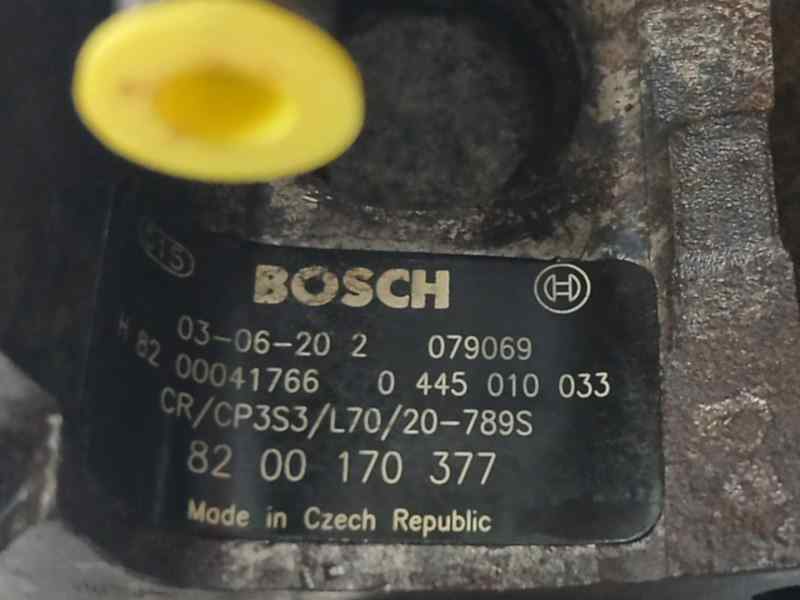 BOSCH
03-06-20 2 079069
H 82 00041766 0 445 010 033
CR/CP3S3/L70/20-789S
82 00 170 377
Made in Czech Republic